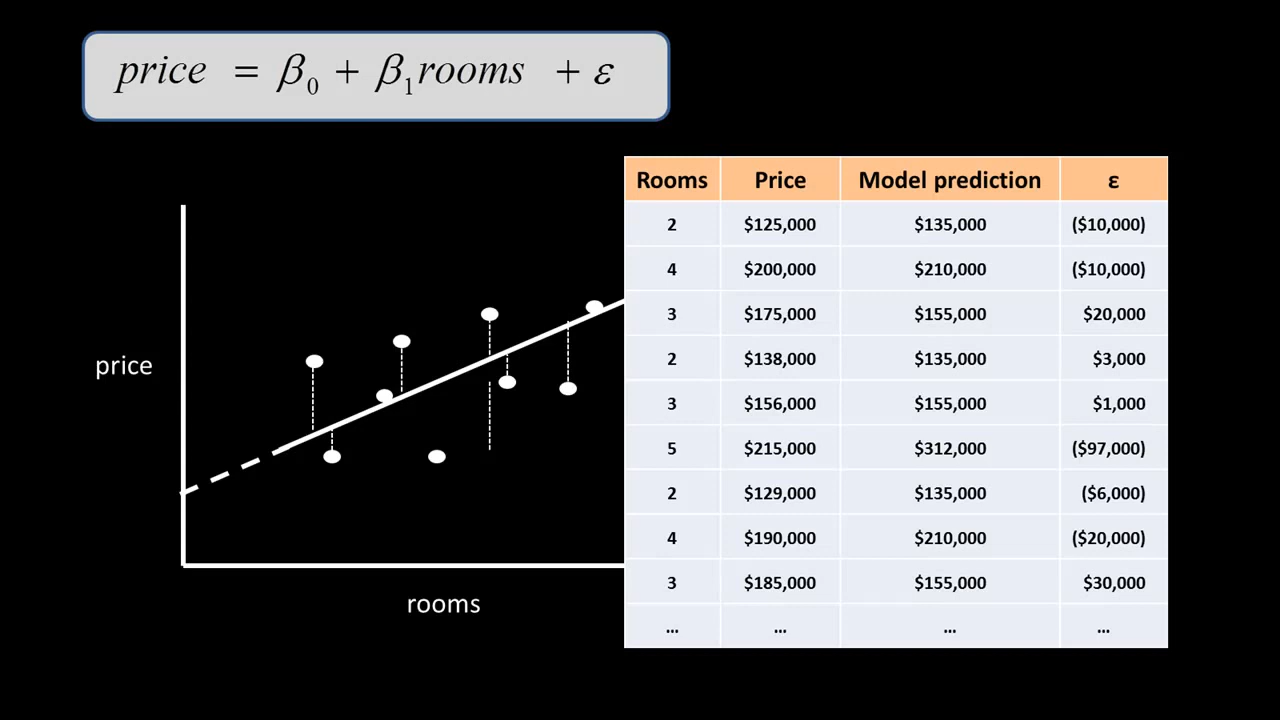 price = β₀ + β₁rooms + ε
price
rooms
Rooms Price Model prediction ε
2 $125,000 $135,000 ($10,000)
4 $200,000 $210,000 ($10,000)
3 $175,000 $155,000 $20,000
2 $138,000 $135,000 $3,000
3 $156,000 $155,000 $1,000
5 $215,000 $312,000 ($97,000)
2 $129,000 $135,000 ($6,000)
4 $190,000 $210,000 ($20,000)
3 $185,000 $155,000 $30,000
... ... ... ...